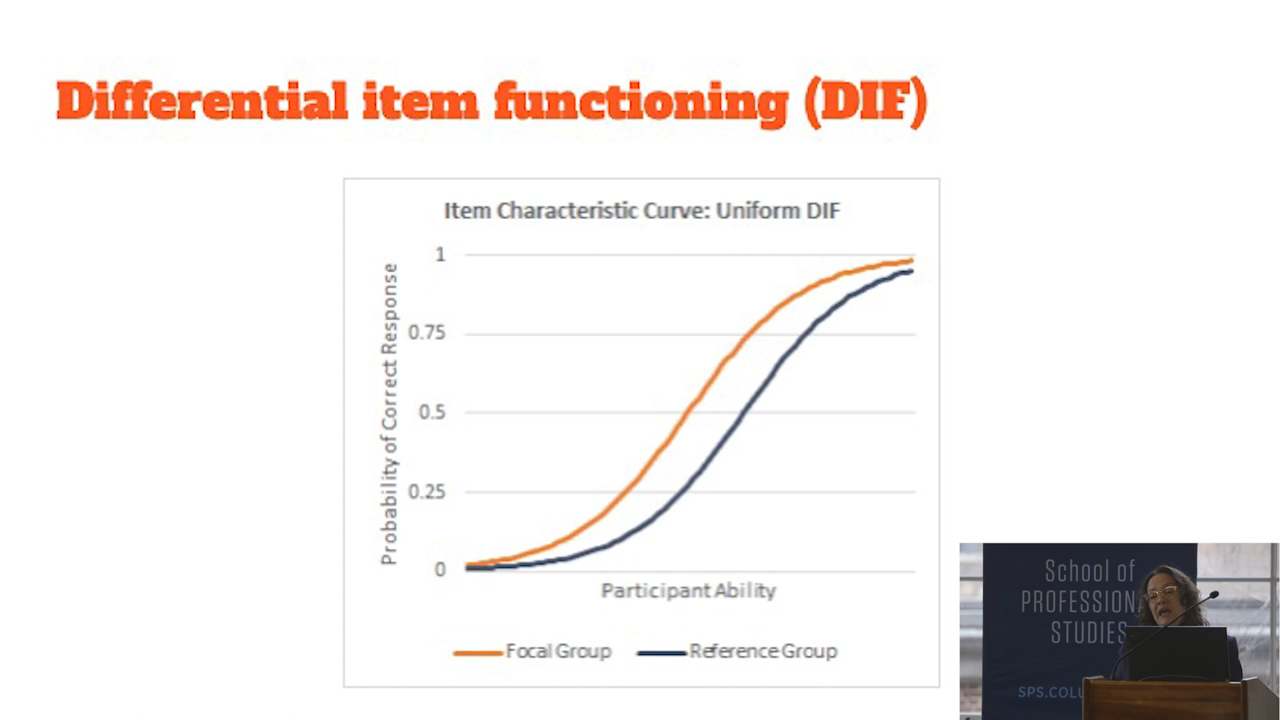 Differential item functioning (DIF)
Item Characteristic Curve: Uniform DIF
Probability of Correct Response
1
0.75
0.5
0.25
0
Participant Ability
Focal Group
Reference Group
School of
PROFESSION
STUDIES
SPS.COLU